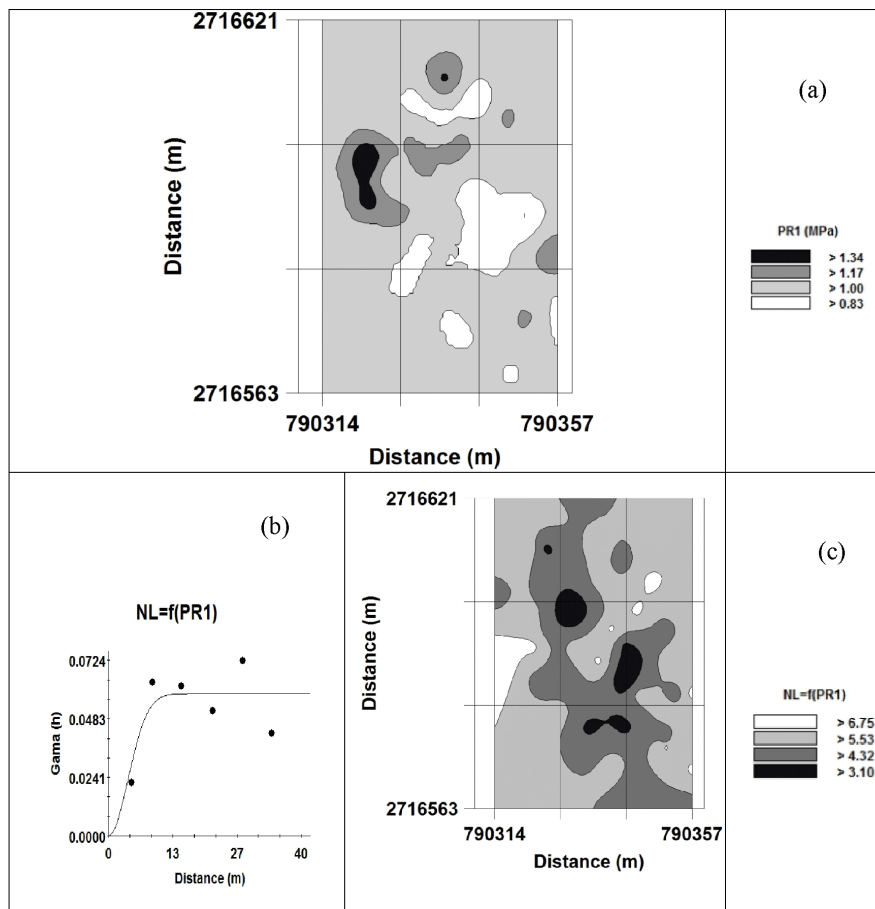 2716621
(a)
Distance (m)
PR1 (MPa)
> 1.34
> 1.17
> 1.00
> 0.83
2716563
790314 790357
Distance (m)
(b)
NL=f(PR1)
0.0724
0.0483
0.0241
0.0000
Gama (h)
0 13 27 40
Distance (m)
2716621
(c)
Distance (m)
NL=f(PR1)
> 6.75
> 5.53
> 4.32
> 3.10
2716563
790314 790357
Distance (m)